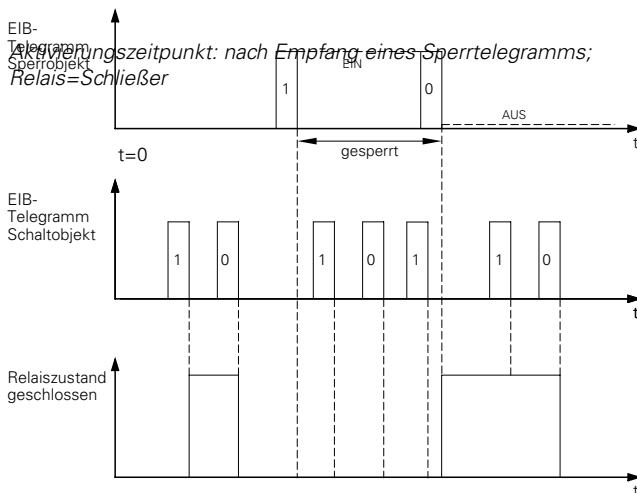 EIB-
Telegramm
Sperrobjekt
Aktivierungszeitpunkt: nach Empfang eines Sperrtelegramms;
Relais=Schließer
EIN
1
0
AUS
t
t=0
gesperrt
EIB-
Telegramm
Schaltobjekt
1 0 1 0 1 1 0
t
Relaiszustand
geschlossen
t